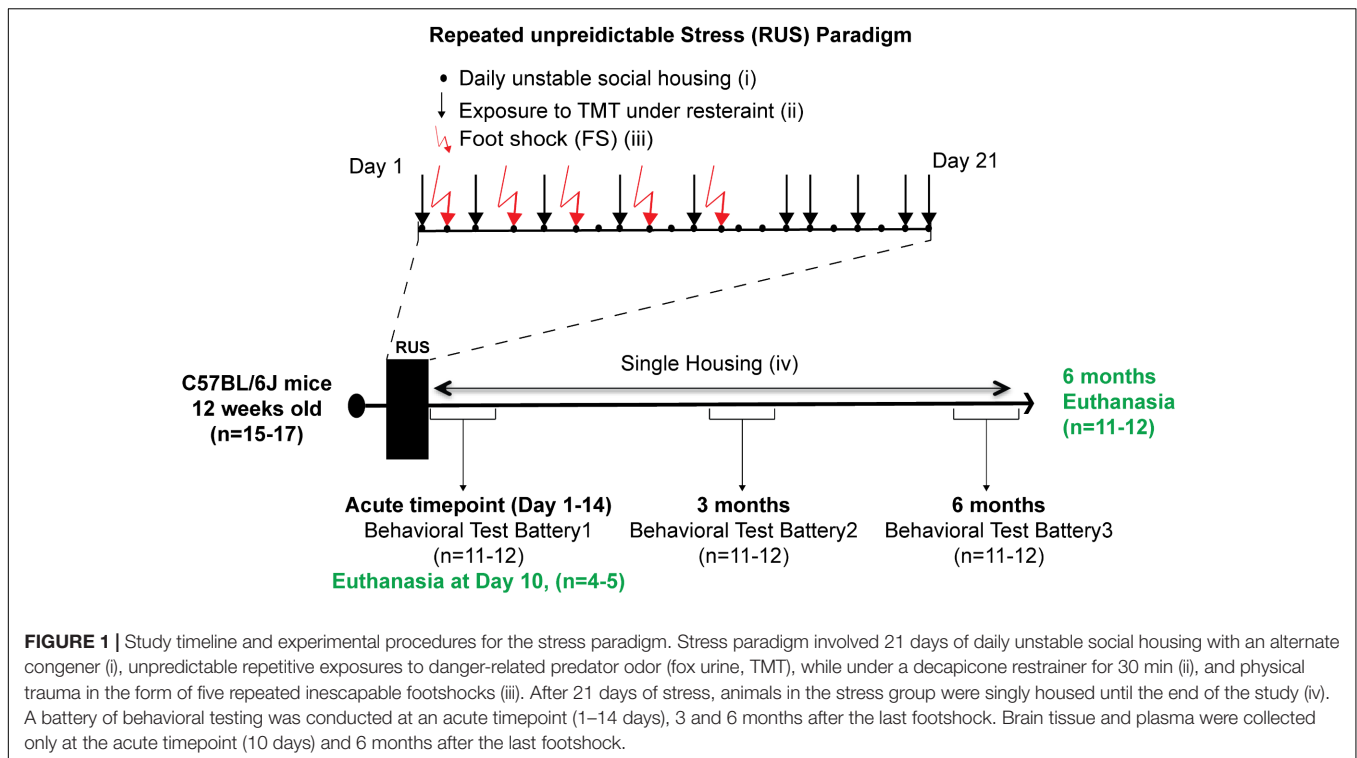 Repeated unpreidictable Stress (RUS) Paradigm
Daily unstable social housing (i)
Exposure to TMT under resteraint (ii)
Foot shock (FS) (iii)
Day 1
Day 21
RUS
Single Housing (iv)
C57BL/6J mice
12 weeks old
(n=15-17)
6 months
Euthanasia
(n=11-12)
Acute timepoint (Day 1-14)
Behavioral Test Battery1
(n=11-12)
Euthanasia at Day 10, (n=4-5)
3 months
Behavioral Test Battery2
(n=11-12)
6 months
Behavioral Test Battery3
(n=11-12)
FIGURE 1 | Study timeline and experimental procedures for the stress paradigm. Stress paradigm involved 21 days of daily unstable social housing with an alternate
congener (i), unpredictable repetitive exposures to danger-related predator odor (fox urine, TMT), while under a decapicone restrainer for 30 min (ii), and physical
trauma in the form of five repeated inescapable footshocks (iii). After 21 days of stress, animals in the stress group were singly housed until the end of the study (iv).
A battery of behavioral testing was conducted at an acute timepoint (1–14 days), 3 and 6 months after the last footshock. Brain tissue and plasma were collected
only at the acute timepoint (10 days) and 6 months after the last footshock.